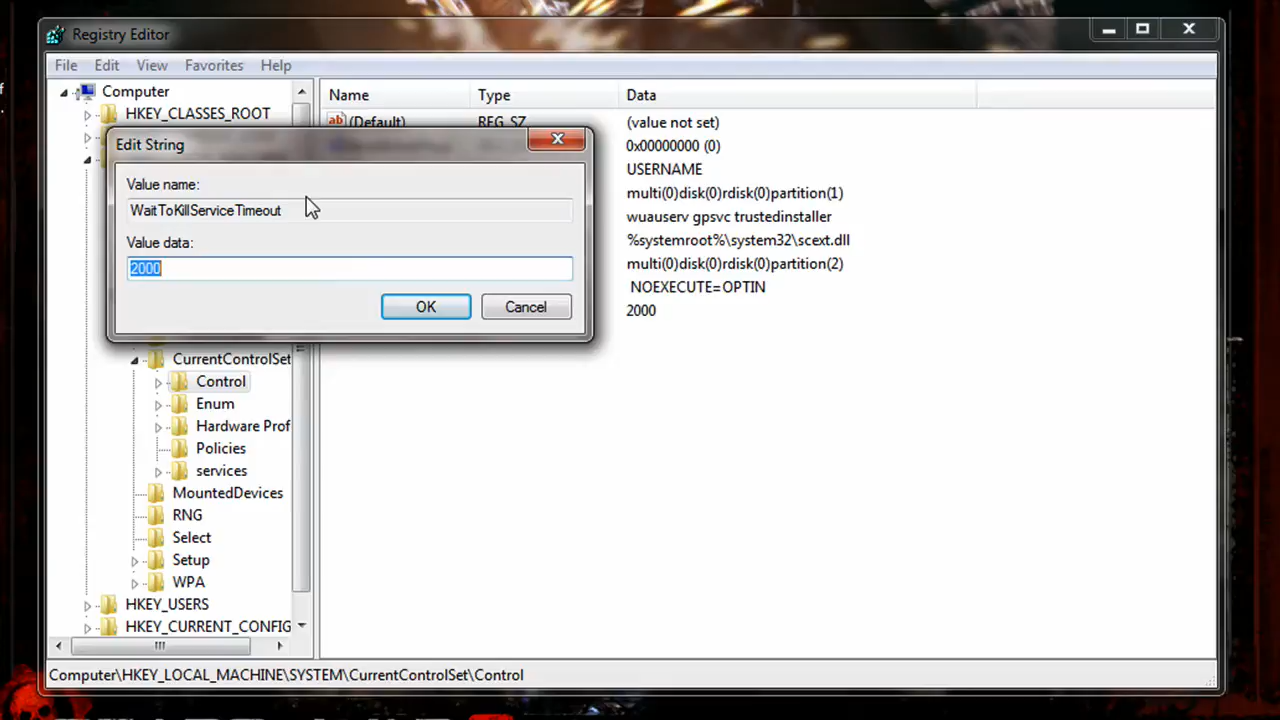 Registry Editor
File Edit View Favorites Help
Computer
HKEY_CLASSES_ROOT
Name Type Data
(Default) REG_SZ (value not set)
0x00000000 (0)
USERNAME
multi(0)disk(0)rdisk(0)partition(1)
wuauserv gpsvc trustedinstaller
%systemroot%\system32\scext.dll
multi(0)disk(0)rdisk(0)partition(2)
NOEXECUTE=OPTIN
2000
Edit String
Value name:
WaitToKillServiceTimeout
Value data:
2000
OK Cancel
CurrentControlSet
Control
Enum
Hardware Prof
Policies
services
MountedDevices
RNG
Select
Setup
WPA
HKEY_USERS
HKEY_CURRENT_CONFIG
Computer\HKEY_LOCAL_MACHINE\SYSTEM\CurrentControlSet\Control